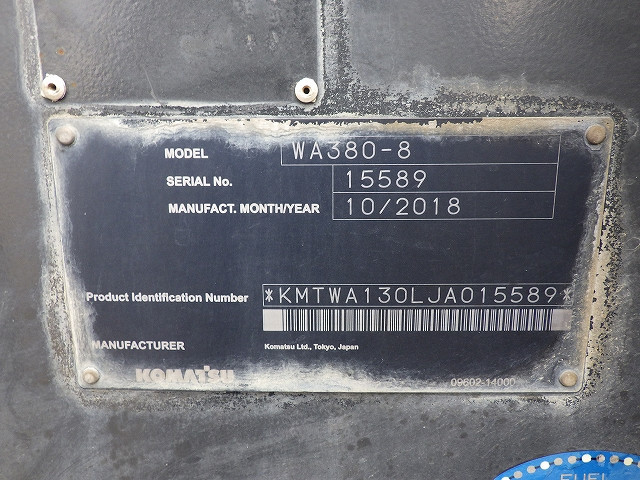 MODEL WA380-8
SERIAL No. 15589
MANUFACT. MONTH/YEAR 10/2018
Product Identification Number *KMTWA130LJA015589*
MANUFACTURER Komatsu Ltd., Tokyo, Japan
KOMATSU
09602-14000
FUEL